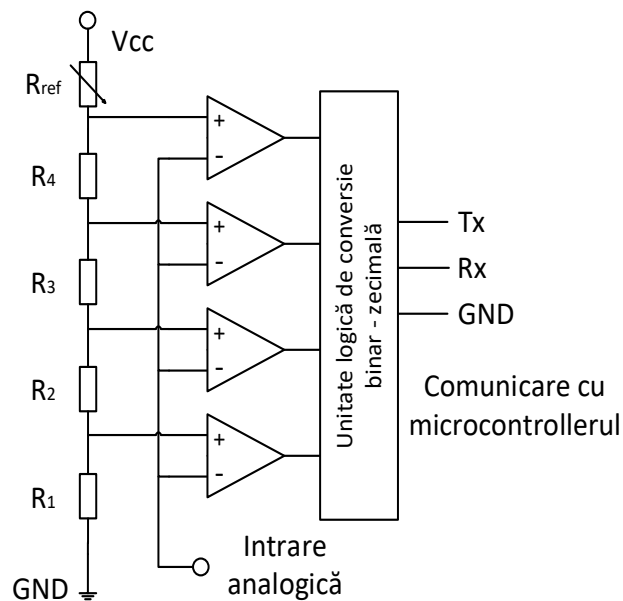 Vcc
Rref
+
-
R4
+
-
R3
+
-
R2
+
-
R1
GND
Intrare
analogică
Unitate logică de conversie
binar - zecimală
Tx
Rx
GND
Comunicare cu
microcontrollerul